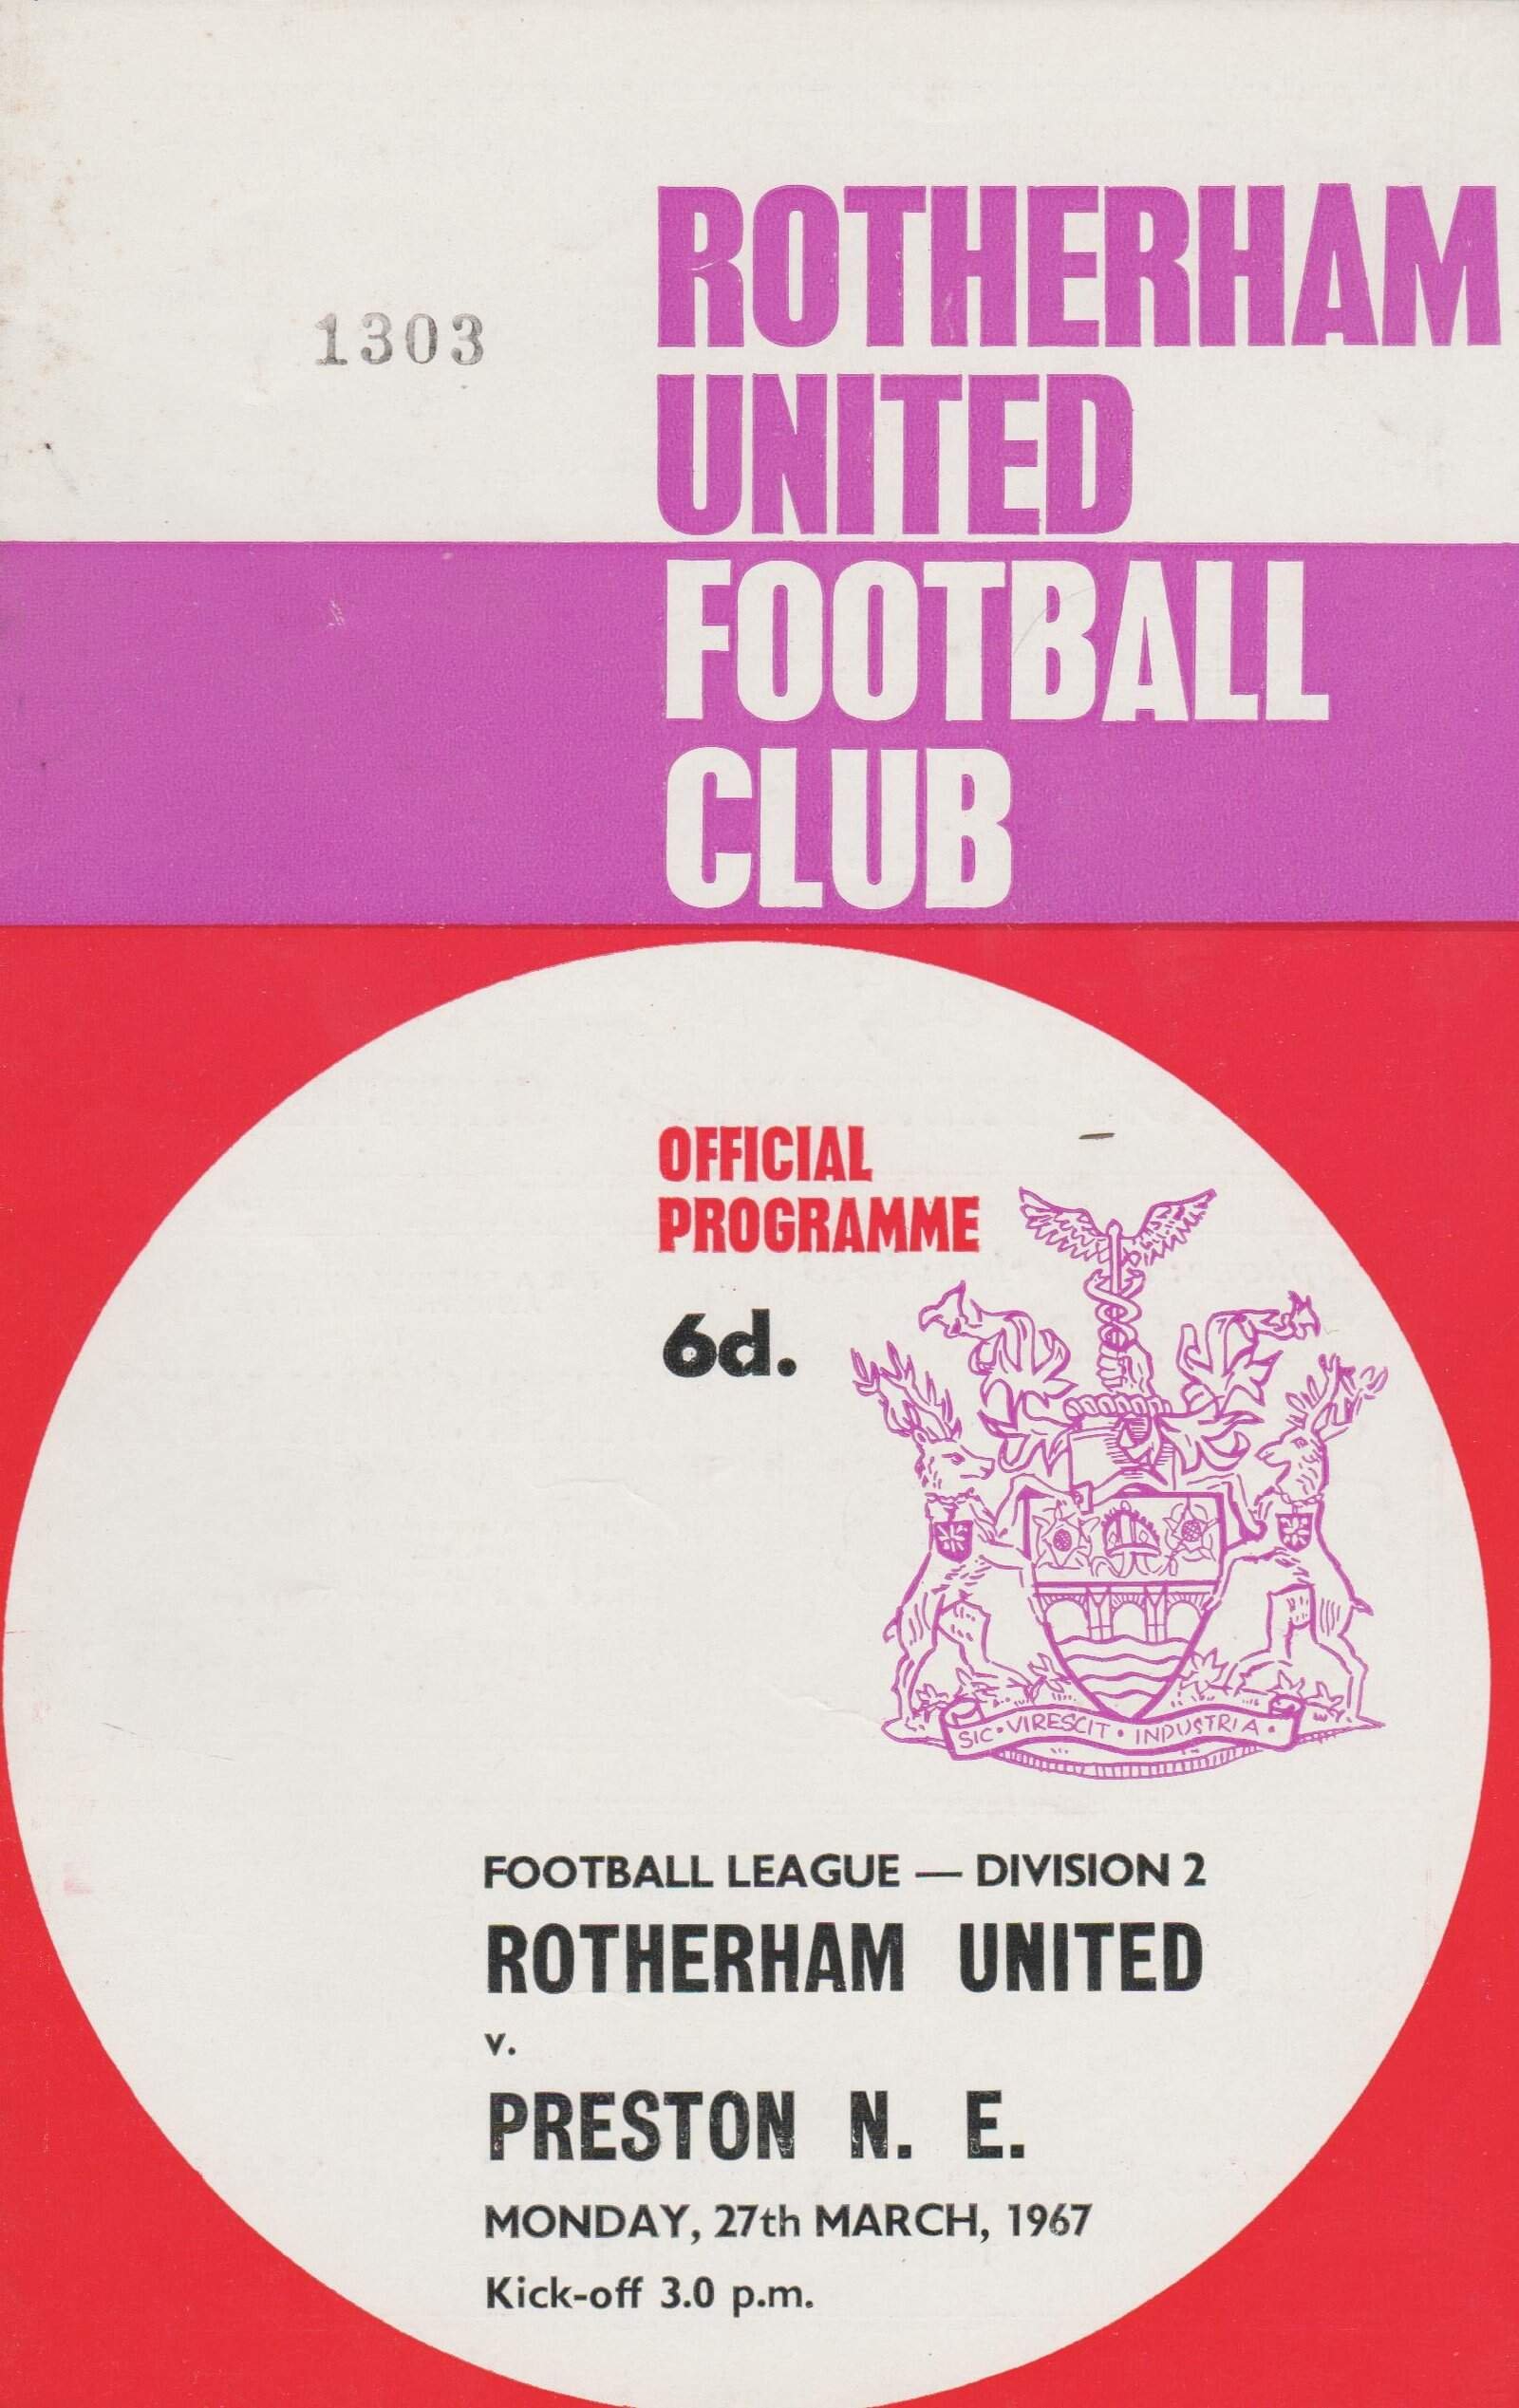 1303
ROTHERHAM
UNITED
FOOTBALL
CLUB
OFFICIAL
PROGRAMME
6d.
SIC • VIRESCIT • INDUSTRIA •
FOOTBALL LEAGUE — DIVISION 2
ROTHERHAM UNITED
v.
PRESTON N. E.
MONDAY, 27th MARCH, 1967
Kick-off 3.0 p.m.